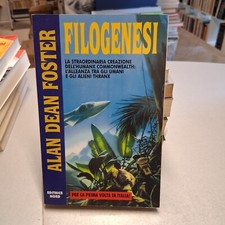 ALAN DEAN FOSTER
FILOGENESI
LA STRAORDINARIA CREAZIONE
DELL'HUMANX COMMONWEALTH:
L'ALLEANZA TRA GLI UMANI
E GLI ALIENI THRANX
EDITRICE
NORD
PER LA PRIMA VOLTA IN ITALIA